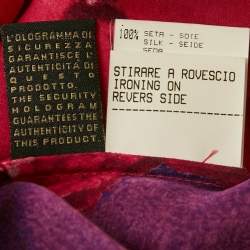 L'OLOGRAMMA DI
SICUREZZA
GARANTISCE L'
AUTENTICITÀ DI
QUESTO
PRODOTTO.
THE SECURITY
HOLOGRAM
GUARANTEES THE
AUTHENTICITY
OF THIS PRODUCT.
100% SETA - SOIE
SILK - SEIDE
SEDA
STIRARE A ROVESCIO
IRONING ON
REVERS SIDE